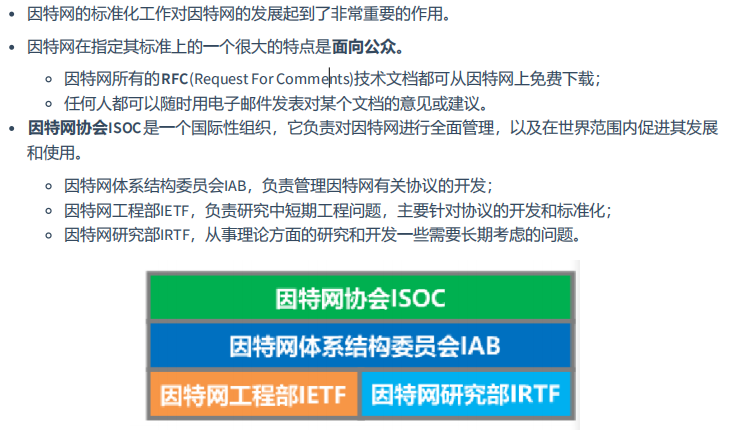 因特网的标准化工作对因特网的发展起到了非常重要的作用。
因特网在指定其标准上的一个很大的特点是面向公众。
因特网所有的RFC(Request For Comments)技术文档都可从因特网上免费下载；
任何人都可以随时用电子邮件发表对某个文档的意见或建议。
因特网协会ISOC是一个国际性组织，它负责对因特网进行全面管理，以及在世界范围内促进其发展
和使用。
因特网体系结构委员会IAB，负责管理因特网有关协议的开发；
因特网工程部IETF，负责研究中短期工程问题，主要针对协议的开发和标准化；
因特网研究部IRTF，从事理论方面的研究和开发一些需要长期考虑的问题。
因特网协会ISOC
因特网体系结构委员会IAB
因特网工程部IETF
因特网研究部IRTF